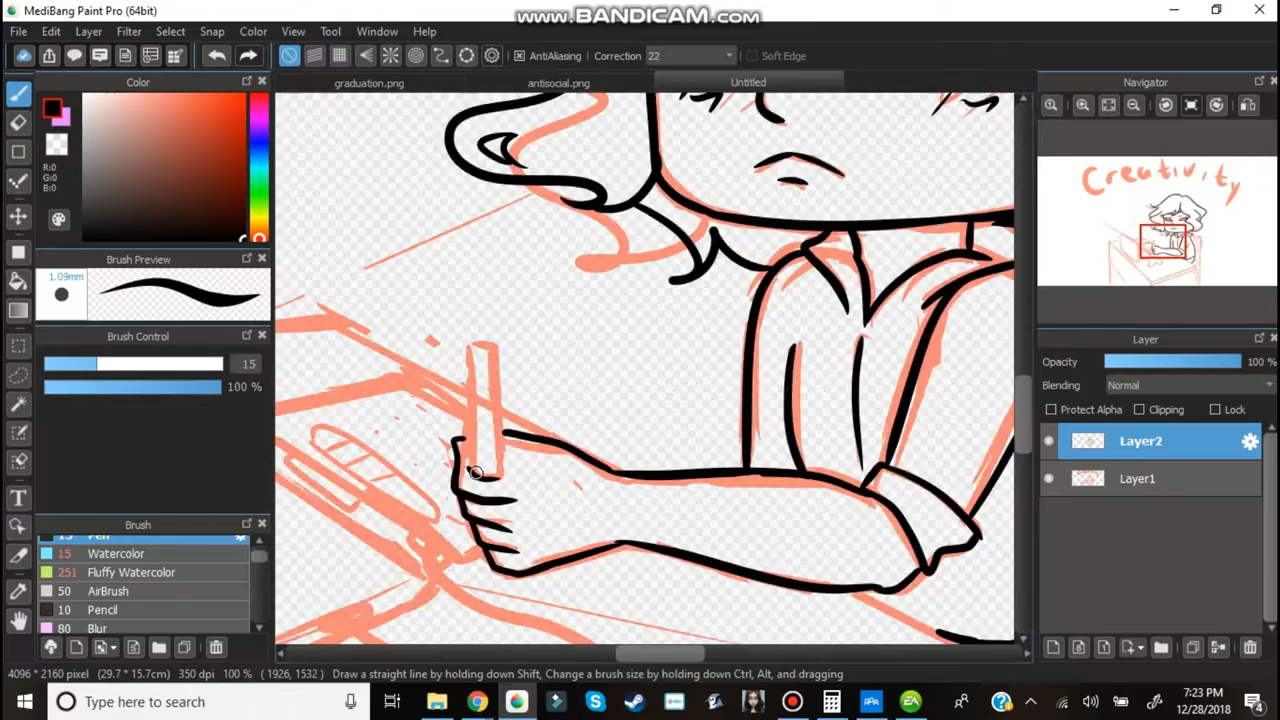 MediBang Paint Pro (64bit)
www.BANDICAM.com
File Edit Layer Filter Select Snap Color View Tool Window Help
AntiAliasing Correction 22 Soft Edge
Color
graduation.png antisocial.png Untitled
Navigator
R:0
G:0
B:0
Creativity
Brush Preview
1.09mm
Brush Control
15
100 %
Layer
Opacity 100 %
Blending Normal
Protect Alpha Clipping Lock
Layer2
Layer1
Brush
15 Pen
15 Watercolor
251 Fluffy Watercolor
50 AirBrush
10 Pencil
80 Blur
4096 * 2160 pixel (29.7 * 15.7cm) 350 dpi 100 % (1926, 1532) Draw a straight line by holding down Shift, Change a brush size by holding down Ctrl, Alt, and dragging
Type here to search
7:23 PM
12/28/2018
4